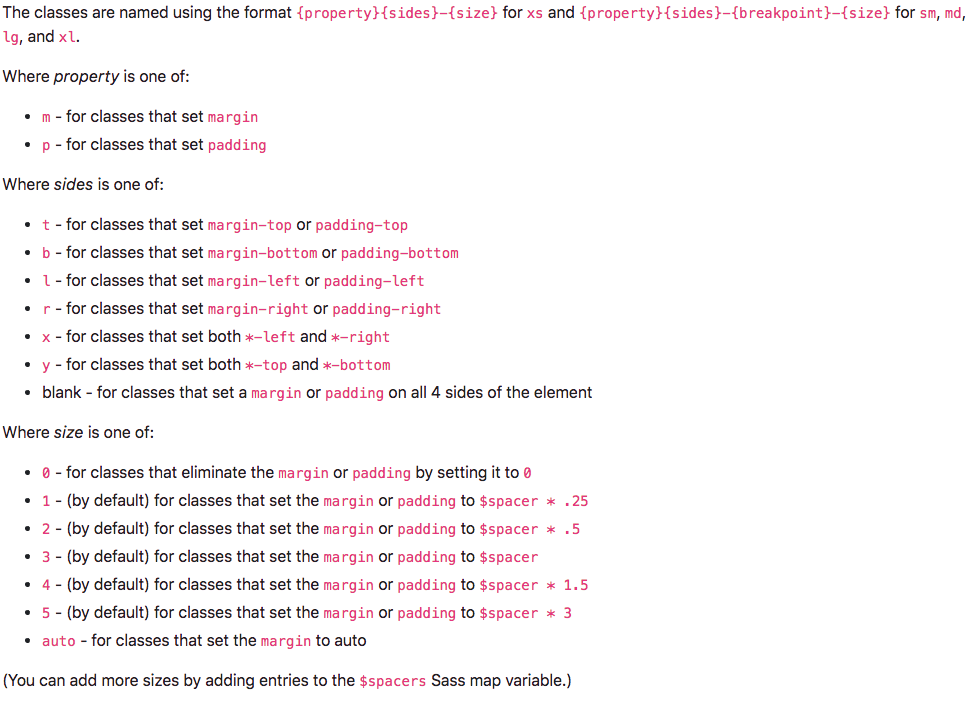 The classes are named using the format {property}{sides}-{size} for xs and {property}{sides}-{breakpoint}-{size} for sm, md,
lg, and xl.
Where property is one of:
• m - for classes that set margin
• p - for classes that set padding
Where sides is one of:
• t - for classes that set margin-top or padding-top
• b - for classes that set margin-bottom or padding-bottom
• l - for classes that set margin-left or padding-left
• r - for classes that set margin-right or padding-right
• x - for classes that set both *-left and *-right
• y - for classes that set both *-top and *-bottom
• blank - for classes that set a margin or padding on all 4 sides of the element
Where size is one of:
• 0 - for classes that eliminate the margin or padding by setting it to 0
• 1 - (by default) for classes that set the margin or padding to $spacer * .25
• 2 - (by default) for classes that set the margin or padding to $spacer * .5
• 3 - (by default) for classes that set the margin or padding to $spacer
• 4 - (by default) for classes that set the margin or padding to $spacer * 1.5
• 5 - (by default) for classes that set the margin or padding to $spacer * 3
• auto - for classes that set the margin to auto
(You can add more sizes by adding entries to the $spacers Sass map variable.)